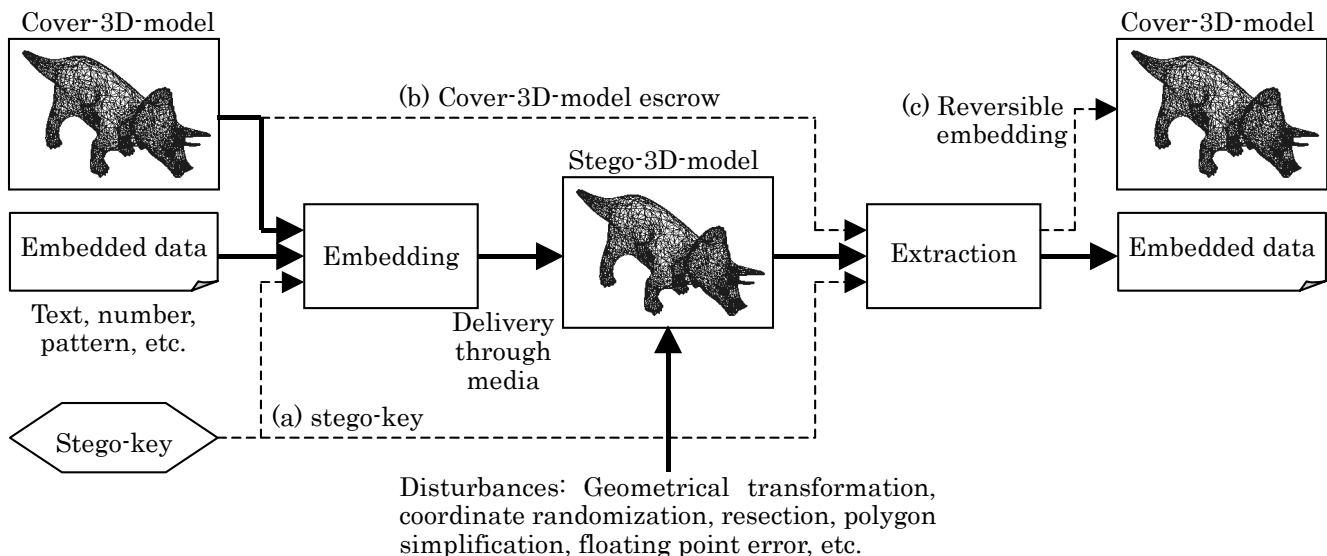 Cover-3D-model
Cover-3D-model
(b) Cover-3D-model escrow
(c) Reversible
embedding
Stego-3D-model
Embedded data
Embedding
Extraction
Embedded data
Text, number,
pattern, etc.
Delivery
through
media
(a) stego-key
Stego-key
Disturbances: Geometrical transformation,
coordinate randomization, resection, polygon
simplification, floating point error, etc.